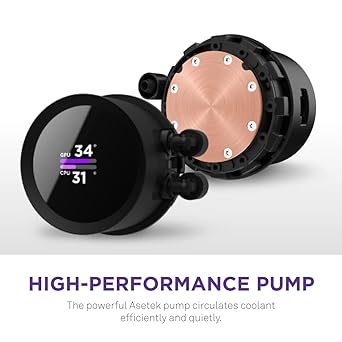 GPU 34°
CPU 31°
HIGH-PERFORMANCE PUMP
The powerful Asetek pump circulates coolant
efficiently and quietly.